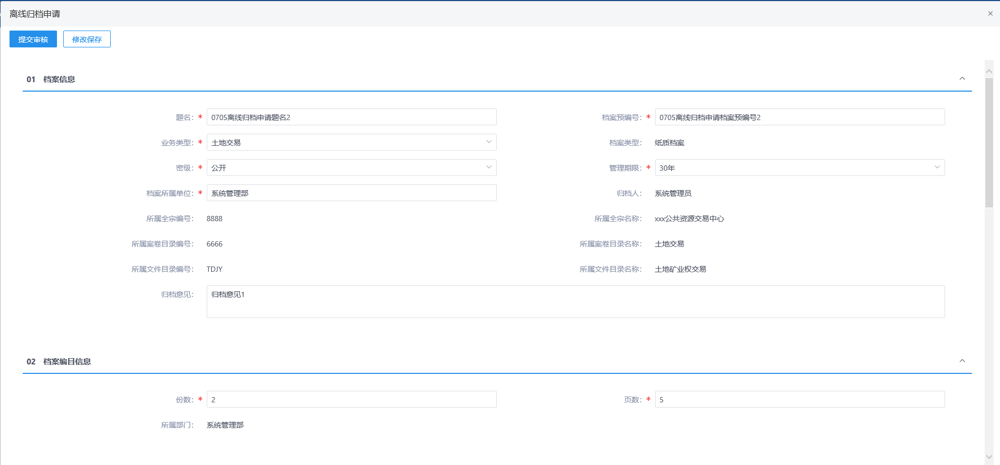 离线归档申请
提交审核 修改保存
01 档案信息
题名：* 0705离线归档申请题名2 档案预编号：* 0705离线归档申请档案预编号2
业务类型：* 土地交易 档案类型： 纸质档案
密级：* 公开 管理期限：* 30年
档案所属单位：* 系统管理部 归档人： 系统管理员
所属全宗编号： 8888 所属全宗名称： xxx公共资源交易中心
所属案卷目录编号： 6666 所属案卷目录名称： 土地交易
所属文件目录编号： TDJY 所属文件目录名称： 土地矿业权交易
归档意见： 归档意见1
02 档案编目信息
份数：* 2 页数：* 5
所属部门： 系统管理部